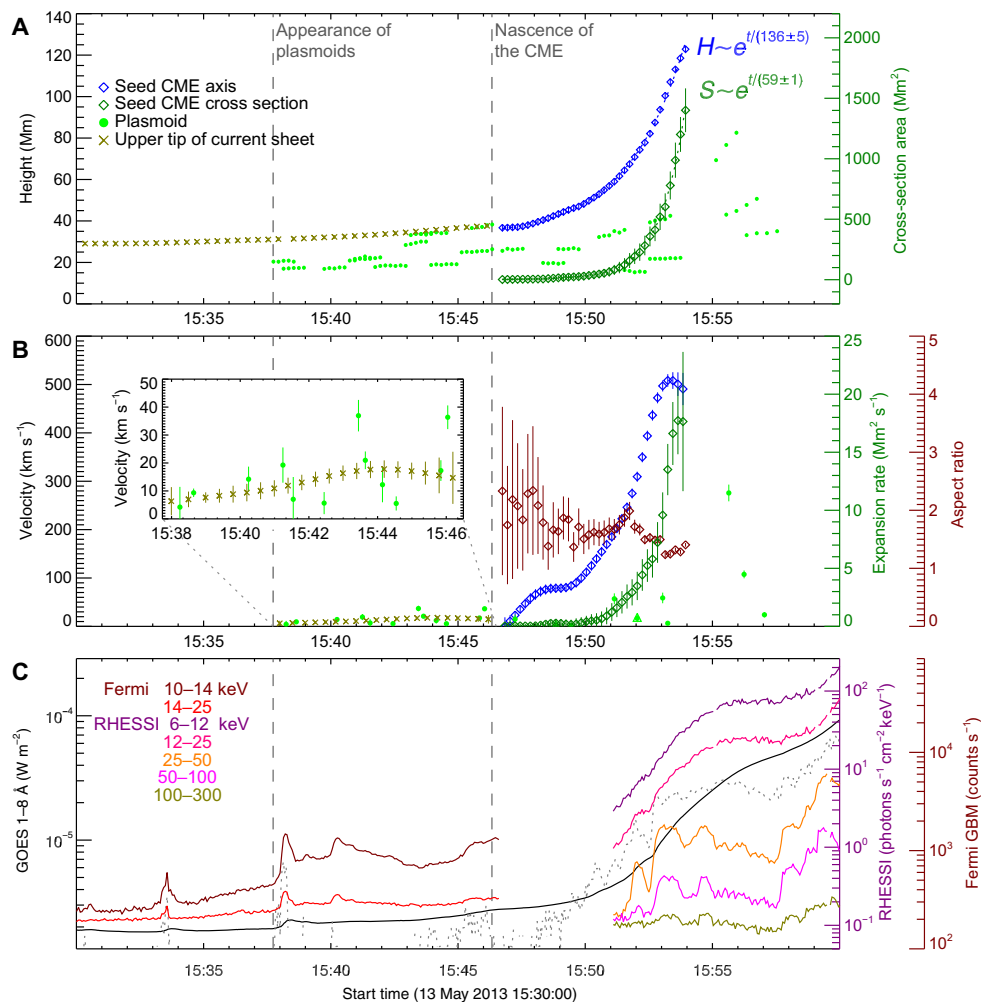 A
Appearance of
plasmoids
Nascence of
the CME
H~e^t/(136±5)
S~e^t/(59±1)
Seed CME axis
Seed CME cross section
Plasmoid
Upper tip of current sheet
Height (Mm)
140
120
100
80
60
40
20
0
2000
1500
1000
500
0
Cross-section area (Mm²)
15:35 15:40 15:45 15:50 15:55
B
Velocity (km s⁻¹)
600
500
400
300
200
100
0
Velocity (km s⁻¹)
50
40
30
20
10
0
15:38 15:40 15:42 15:44 15:46
25
20
15
10
5
0
Expansion rate (Mm² s⁻¹)
5
4
3
2
1
0
Aspect ratio
15:35 15:40 15:45 15:50 15:55
C
Fermi 10–14 keV
14–25
RHESSI 6–12 keV
12–25
25–50
50–100
100–300
GOES 1–8 Å (W m⁻²)
10⁻⁴
10⁻⁵
10²
10¹
10⁰
10⁻¹
RHESSI (photons s⁻¹ cm⁻² keV⁻¹)
10⁴
10³
10²
Fermi GBM (counts s⁻¹)
15:35 15:40 15:45 15:50 15:55
Start time (13 May 2013 15:30:00)